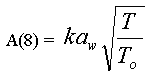 A(8) = ka_w √(T/T_o)